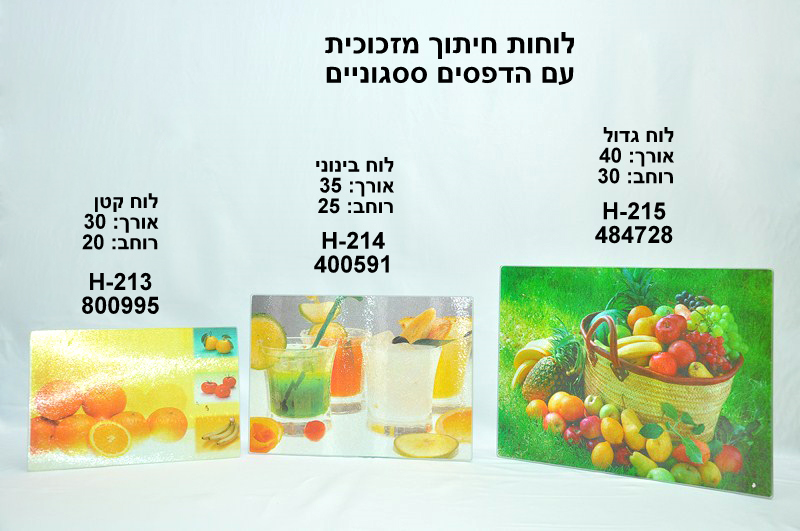 לוחות חיתוך מזכוכית
עם הדפסים ססגוניים
לוח גדול
אורך: 40
רוחב: 30
H-215
484728
לוח בינוני
אורך: 35
רוחב: 25
H-214
400591
לוח קטן
אורך: 30
רוחב: 20
H-213
800995